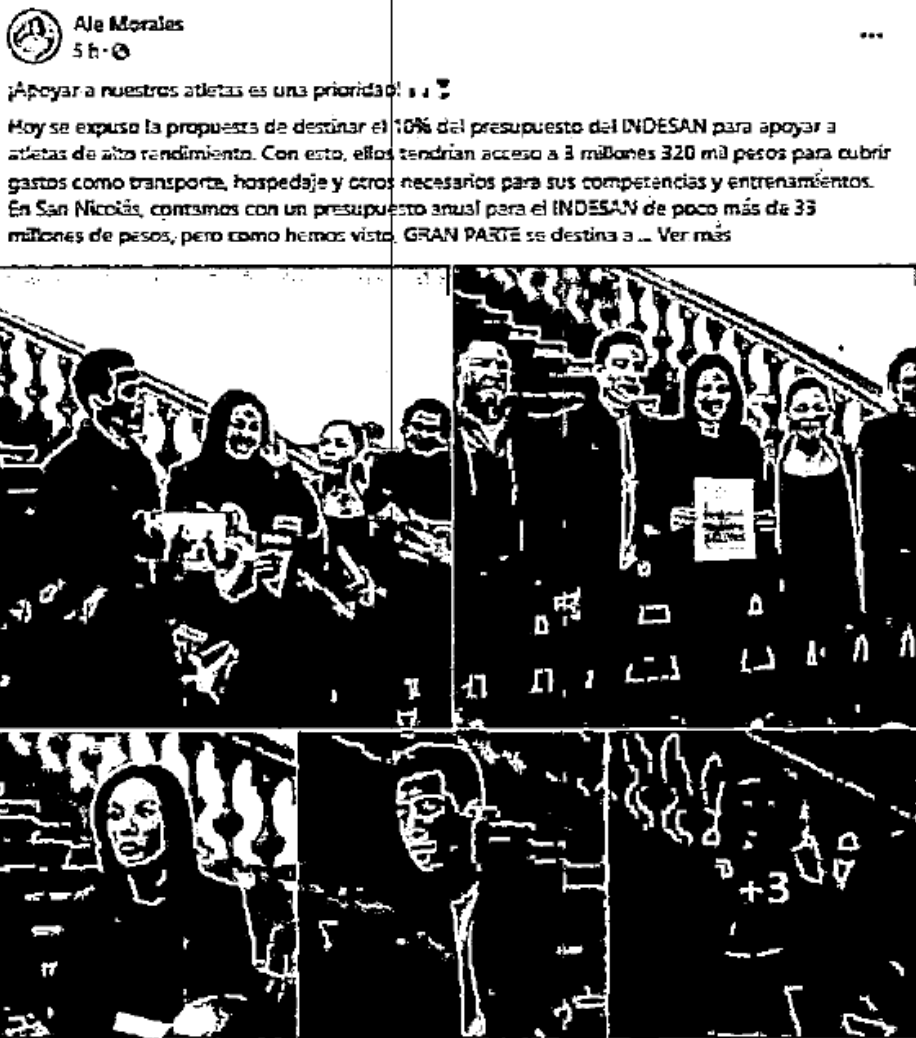 Ale Morales
5 h
¡Apoyar a nuestros atletas es una prioridad!
Hoy se expuso la propuesta de destinar el 10% del presupuesto del INDESAN para apoyar a
atletas de alto rendimiento. Con esto, ellos tendrían acceso a 3 millones 320 mil pesos para cubrir
gastos como transporte, hospedaje y otros necesarios para sus competencias y entrenamientos.
En San Nicolás, contamos con un presupuesto anual para el INDESAN de poco más de 33
millones de pesos, pero como hemos visto, GRAN PARTE se destina a ... Ver más
+3